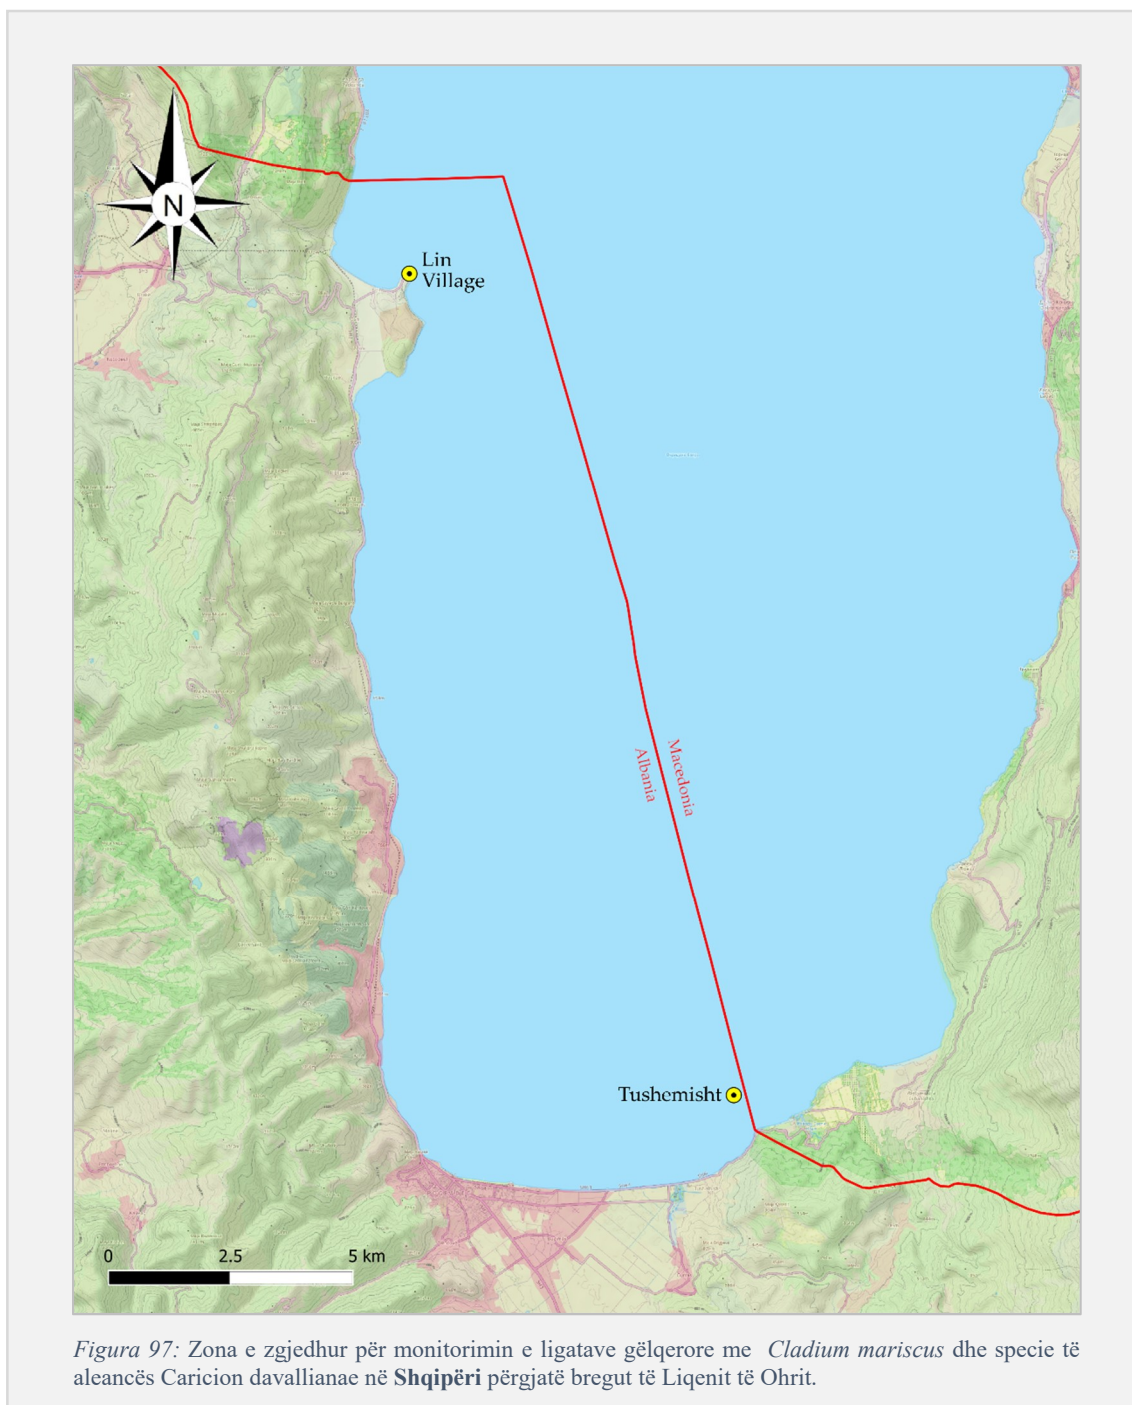 N
Lin
Village
Macedonia
Albania
Tushemisht
0 2.5 5 km
Figura 97: Zona e zgjedhur për monitorimin e ligatave gëlqerore me Cladium mariscus dhe specie të
aleancës Caricion davallianae në Shqipëri përgjatë bregut të Liqenit të Ohrit.